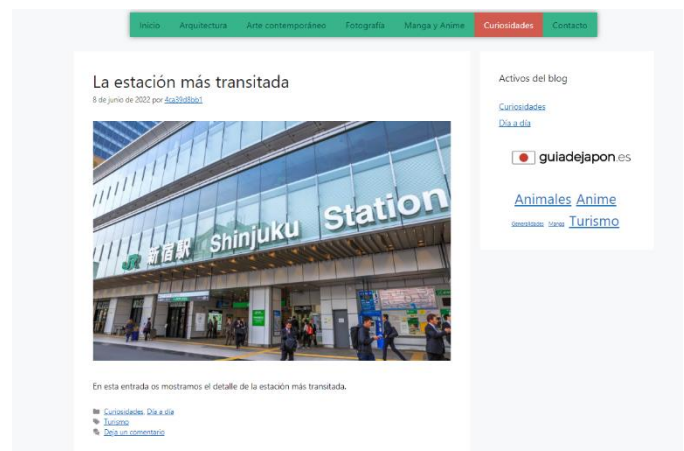 Inicio Arquitectura Arte contemporáneo Fotografía Manga y Anime Curiosidades Contacto
La estación más transitada
8 de junio de 2022 por 4ca39d8bb1
JR 新宿駅 Shinjuku Station
En esta entrada os mostramos el detalle de la estación más transitada.
Curiosidades, Día a día
Turismo
Deja un comentario
Activos del blog
Curiosidades
Día a día
guiadejapon.es
Animales Anime
Generalidades Manga Turismo